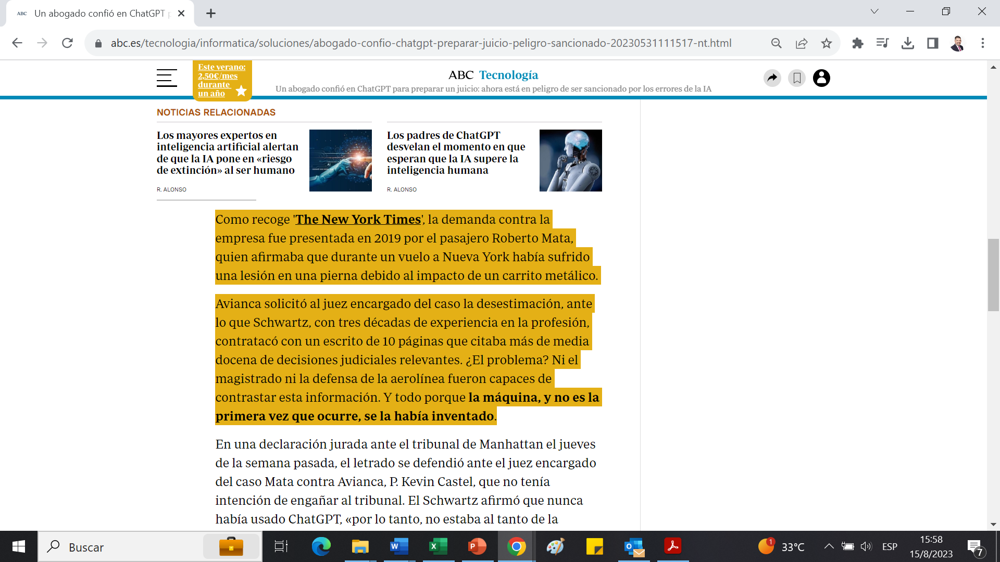 ABC Un abogado confió en ChatGPT p
abc.es/tecnologia/informatica/soluciones/abogado-confio-chatgpt-preparar-juicio-peligro-sancionado-20230531111517-nt.html
Este verano:
2,50€/mes
durante
un año
ABC Tecnología
Un abogado confió en ChatGPT para preparar un juicio: ahora está en peligro de ser sancionado por los errores de la IA
NOTICIAS RELACIONADAS
Los mayores expertos en
inteligencia artificial alertan
de que la IA pone en «riesgo
de extinción» al ser humano
R. ALONSO
AI
Los padres de ChatGPT
desvelan el momento en que
esperan que la IA supere la
inteligencia humana
R. ALONSO
Como recoge 'The New York Times', la demanda contra la
empresa fue presentada en 2019 por el pasajero Roberto Mata,
quien afirmaba que durante un vuelo a Nueva York había sufrido
una lesión en una pierna debido al impacto de un carrito metálico.
Avianca solicitó al juez encargado del caso la desestimación, ante
lo que Schwartz, con tres décadas de experiencia en la profesión,
contratacó con un escrito de 10 páginas que citaba más de media
docena de decisiones judiciales relevantes. ¿El problema? Ni el
magistrado ni la defensa de la aerolínea fueron capaces de
contrastar esta información. Y todo porque la máquina, y no es la
primera vez que ocurre, se la había inventado.
En una declaración jurada ante el tribunal de Manhattan el jueves
de la semana pasada, el letrado se defendió ante el juez encargado
del caso Mata contra Avianca, P. Kevin Castel, que no tenía
intención de engañar al tribunal. El Schwartz afirmó que nunca
había usado ChatGPT, «por lo tanto, no estaba al tanto de la
Buscar
W
X
P
O
1
33°C
ESP
15:58
15/8/2023
7